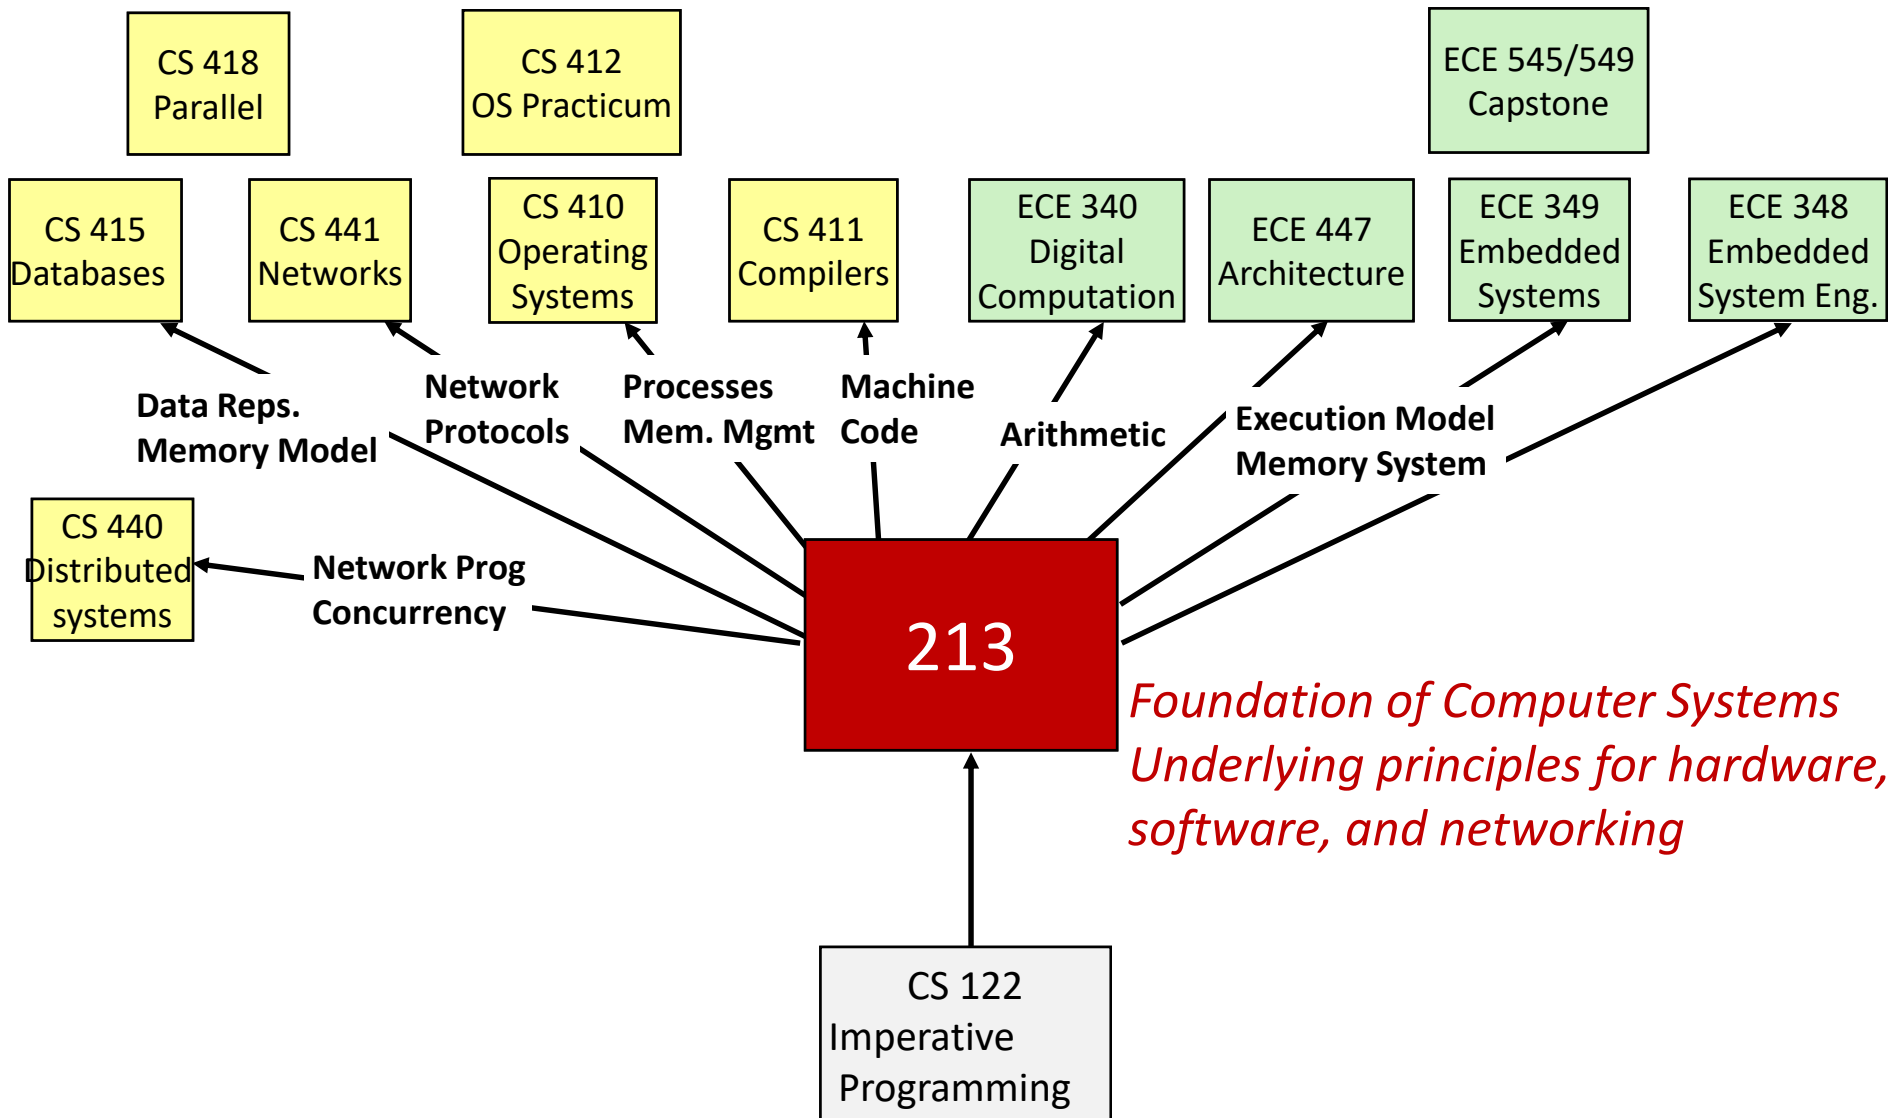 CS 418
Parallel
CS 412
OS Practicum
ECE 545/549
Capstone
CS 415
Databases
CS 441
Networks
CS 410
Operating
Systems
CS 411
Compilers
ECE 340
Digital
Computation
ECE 447
Architecture
ECE 349
Embedded
Systems
ECE 348
Embedded
System Eng.
Data Reps.
Memory Model
Network
Protocols
Processes
Mem. Mgmt
Machine
Code
Arithmetic
Execution Model
Memory System
CS 440
Distributed
systems
Network Prog
Concurrency
213
Foundation of Computer Systems
Underlying principles for hardware,
software, and networking
CS 122
Imperative
Programming